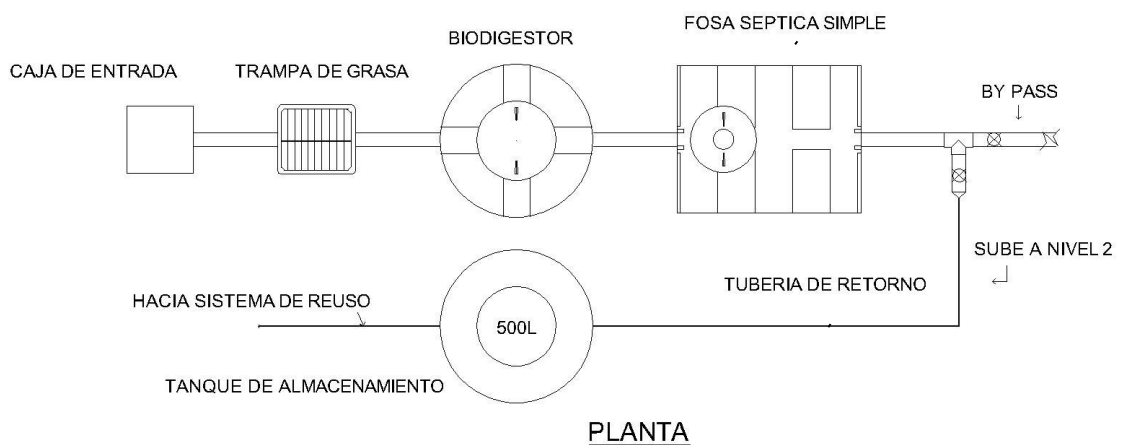 FOSA SEPTICA SIMPLE
BIODIGESTOR
CAJA DE ENTRADA
TRAMPA DE GRASA
BY PASS
SUBE A NIVEL 2
TUBERIA DE RETORNO
HACIA SISTEMA DE REUSO
500L
TANQUE DE ALMACENAMIENTO
PLANTA